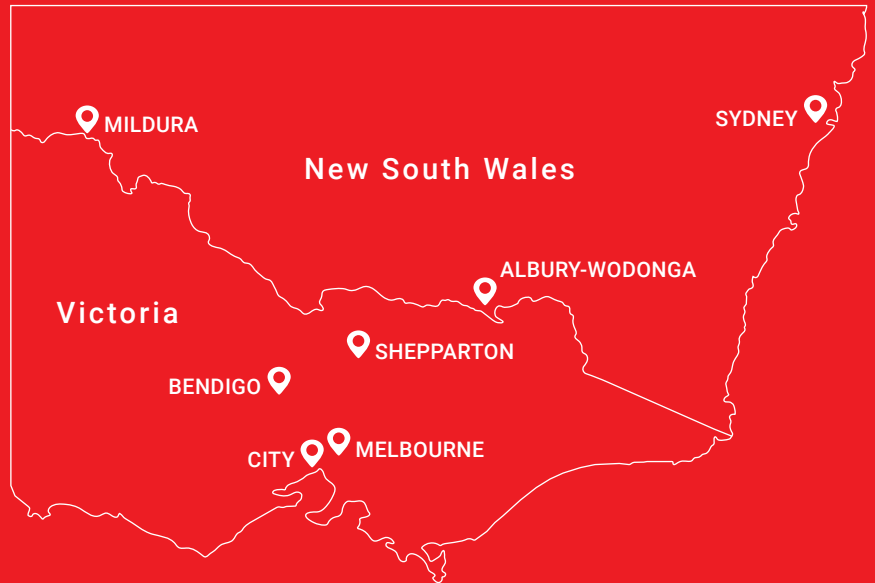 SYDNEY
MILDURA
New South Wales
ALBURY-WODONGA
Victoria
SHEPPARTON
BENDIGO
MELBOURNE
CITY